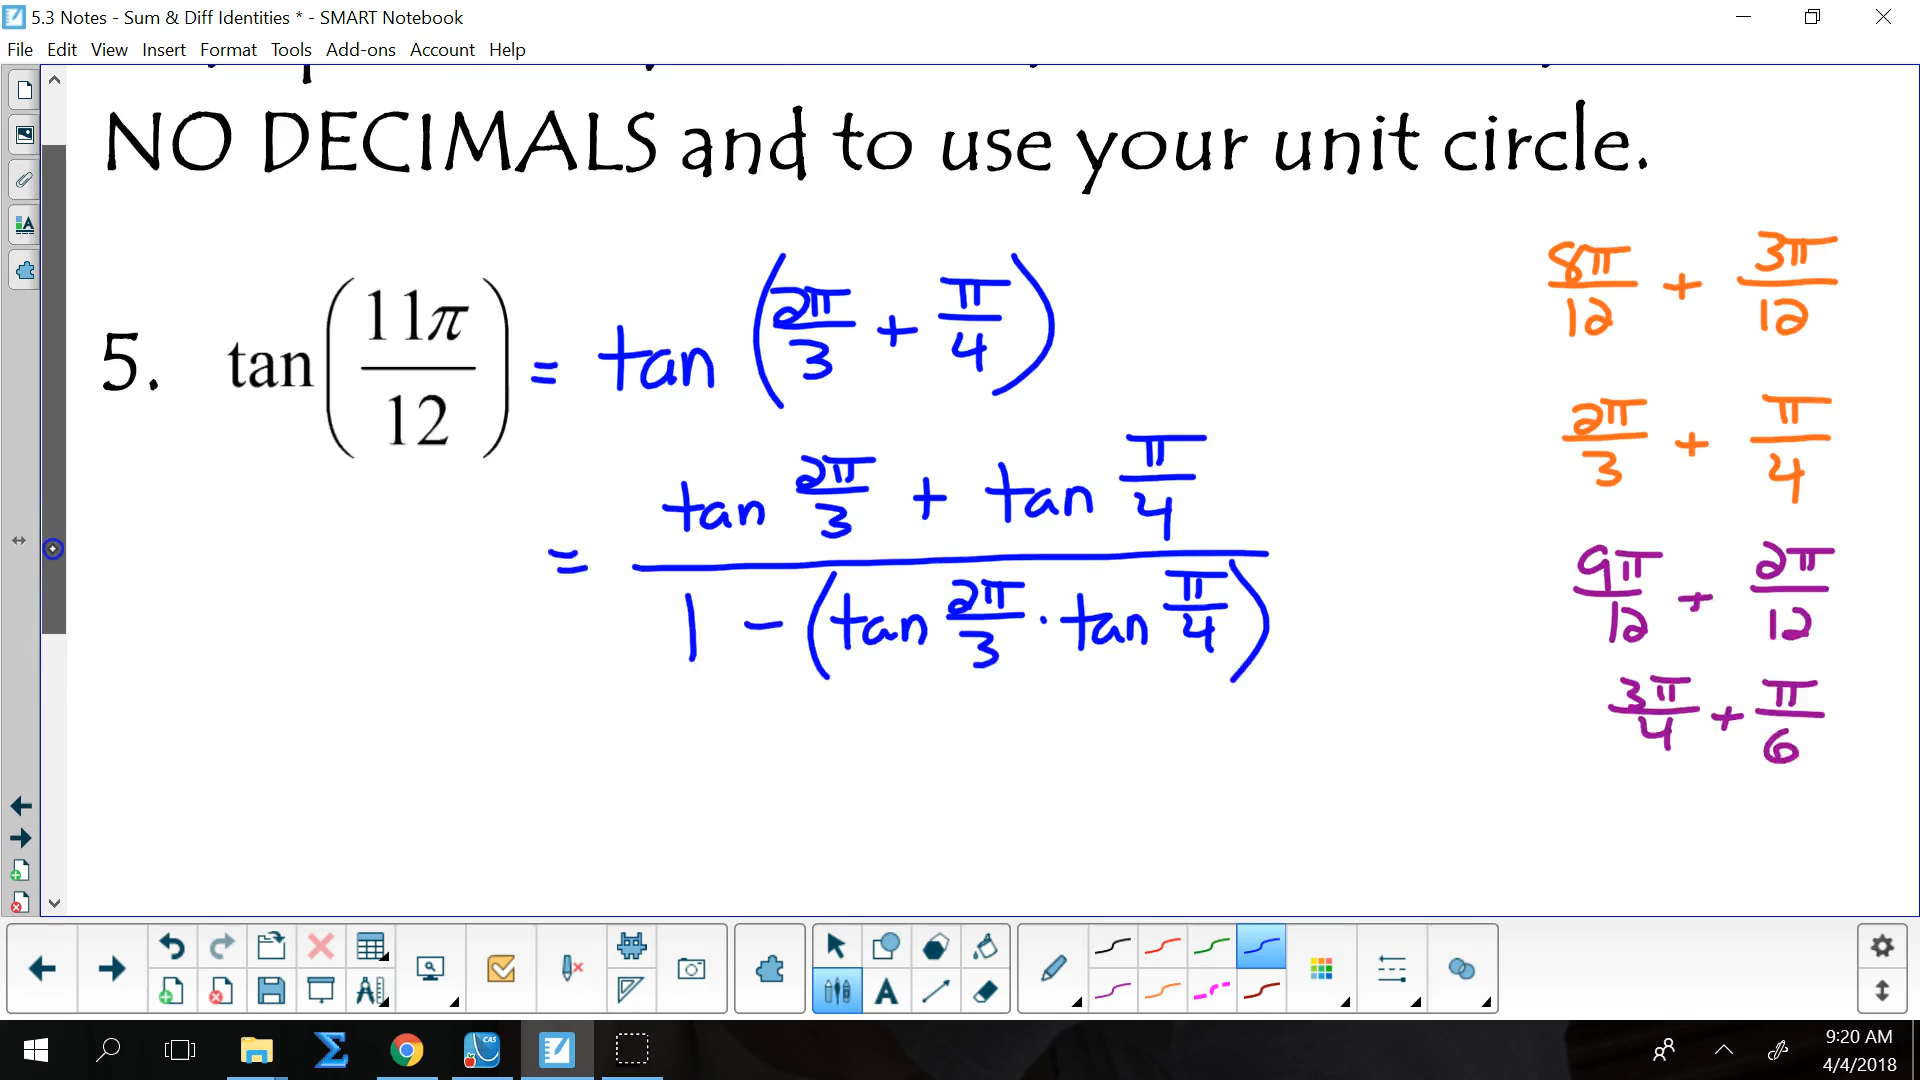 5.3 Notes - Sum & Diff Identities * - SMART Notebook
File Edit View Insert Format Tools Add-ons Account Help
NO DECIMALS and to use your unit circle.
5. tan(11π/12) = tan(2π/3 + π/4)
= (tan 2π/3 + tan π/4) / (1 - (tan 2π/3 · tan π/4))
8π/12 + 3π/12
2π/3 + π/4
9π/12 + 2π/12
3π/4 + π/6
9:20 AM
4/4/2018